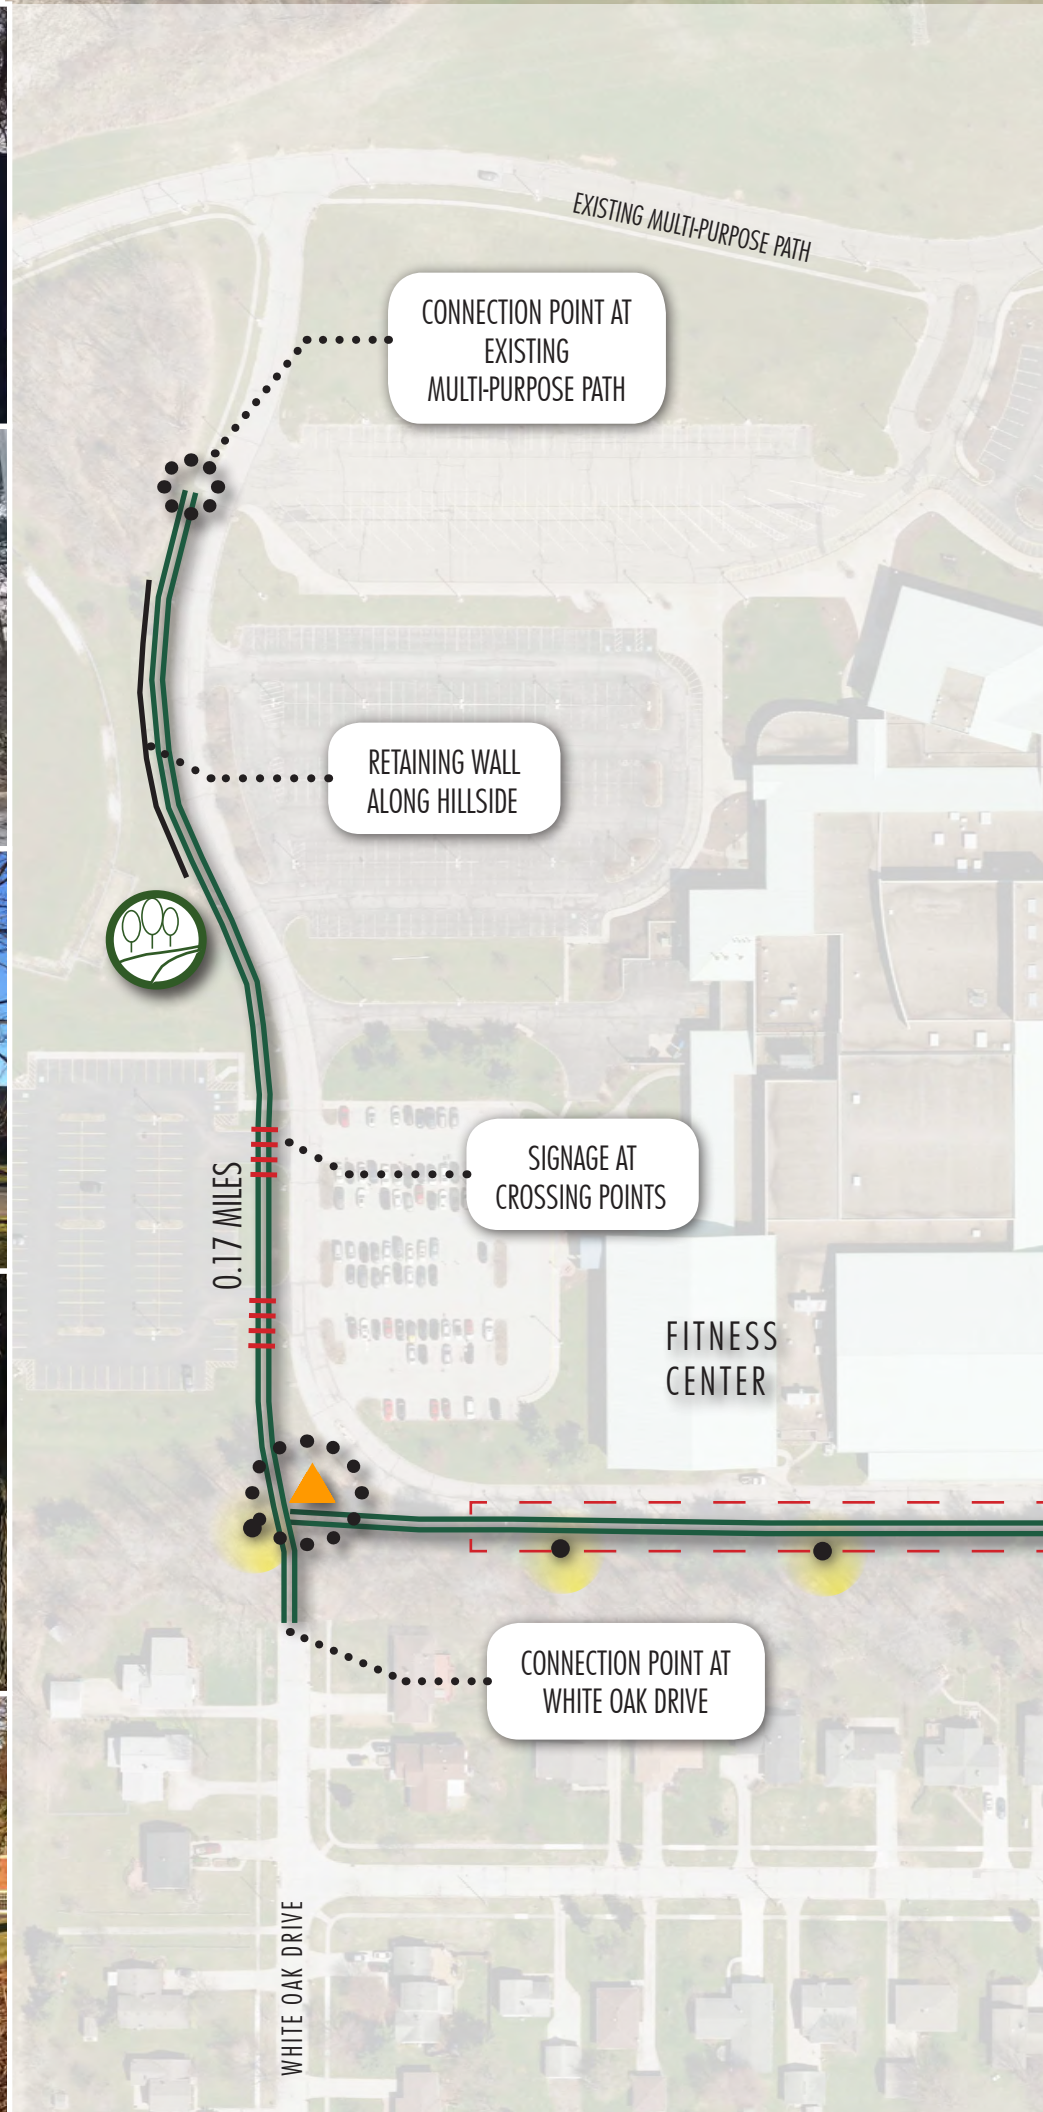 EXISTING MULTI-PURPOSE PATH
CONNECTION POINT AT
EXISTING
MULTI-PURPOSE PATH
RETAINING WALL
ALONG HILLSIDE
SIGNAGE AT
CROSSING POINTS
0.17 MILES
FITNESS
CENTER
CONNECTION POINT AT
WHITE OAK DRIVE
WHITE OAK DRIVE